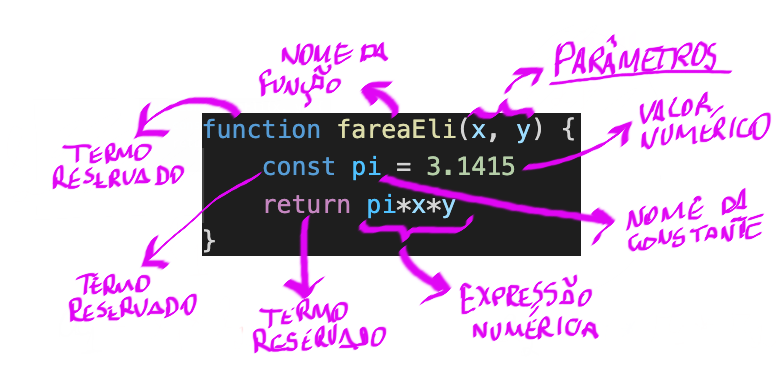 NOME DA
FUNÇÃO
PARÂMETROS
VALOR
NUMÉRICO
TERMO
RESERVADO
function fareaEli(x, y) {
const pi = 3.1415
return pi*x*y
}
NOME DA
CONSTANTE
TERMO
RESERVADO
TERMO
RESERVADO
EXPRESSÃO
NUMÉRICA